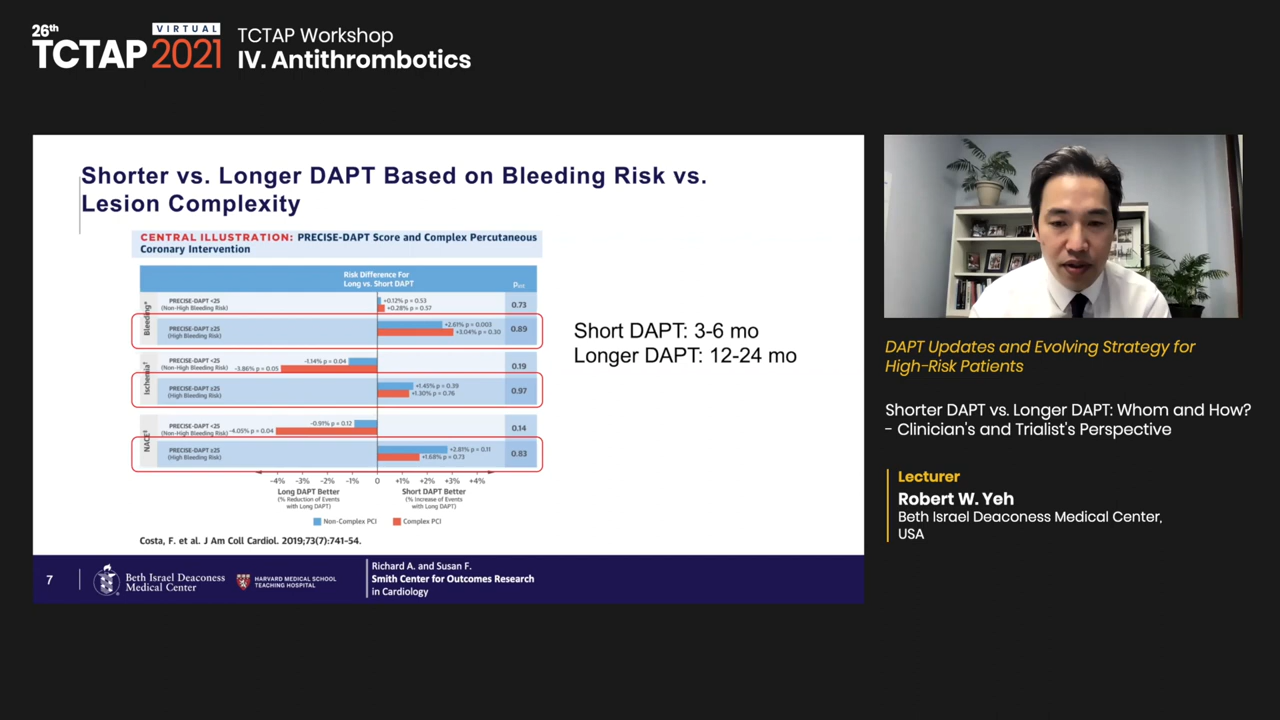 26th
VIRTUAL
TCTAP 2021
TCTAP Workshop
IV. Antithrombotics
Shorter vs. Longer DAPT Based on Bleeding Risk vs.
Lesion Complexity
CENTRAL ILLUSTRATION: PRECISE-DAPT Score and Complex Percutaneous
Coronary Intervention
Risk Difference For
Long vs. Short DAPT
Bleeding*
PRECISE-DAPT <25
(Non-High Bleeding Risk)
+0.12% p = 0.53
+0.28% p = 0.57
0.73
PRECISE-DAPT ≥25
(High Bleeding Risk)
+2.61% p = 0.003
+3.04% p = 0.30
0.89
Ischemia†
PRECISE-DAPT <25
(Non-High Bleeding Risk)
-1.14% p = 0.04
-3.86% p = 0.05
0.19
PRECISE-DAPT ≥25
(High Bleeding Risk)
+1.45% p = 0.39
+1.30% p = 0.76
0.97
PRECISE-DAPT <25
(Non-High Bleeding Risk)
-0.91% p = 0.12
-4.05% p = 0.04
0.14
PRECISE-DAPT ≥25
(High Bleeding Risk)
+2.81% p = 0.11
+1.68% p = 0.73
0.83
-4% -3% -2% -1% 0 +1% +2% +3% +4%
Long DAPT Better
(% Reduction of Events
with Long DAPT)
Short DAPT Better
(% Increase of Events
with Long DAPT)
Non-Complex PCI
Complex PCI
Costa, F. et al. J Am Coll Cardiol. 2019;73(7):741-54.
Short DAPT: 3-6 mo
Longer DAPT: 12-24 mo
7
Beth Israel Deaconess
Medical Center
HARVARD MEDICAL SCHOOL
TEACHING HOSPITAL
Richard A. and Susan F.
Smith Center for Outcomes Research
in Cardiology
DAPT Updates and Evolving Strategy for
High-Risk Patients
Shorter DAPT vs. Longer DAPT: Whom and How?
- Clinician's and Trialist's Perspective
Lecturer
Robert W. Yeh
Beth Israel Deaconess Medical Center,
USA